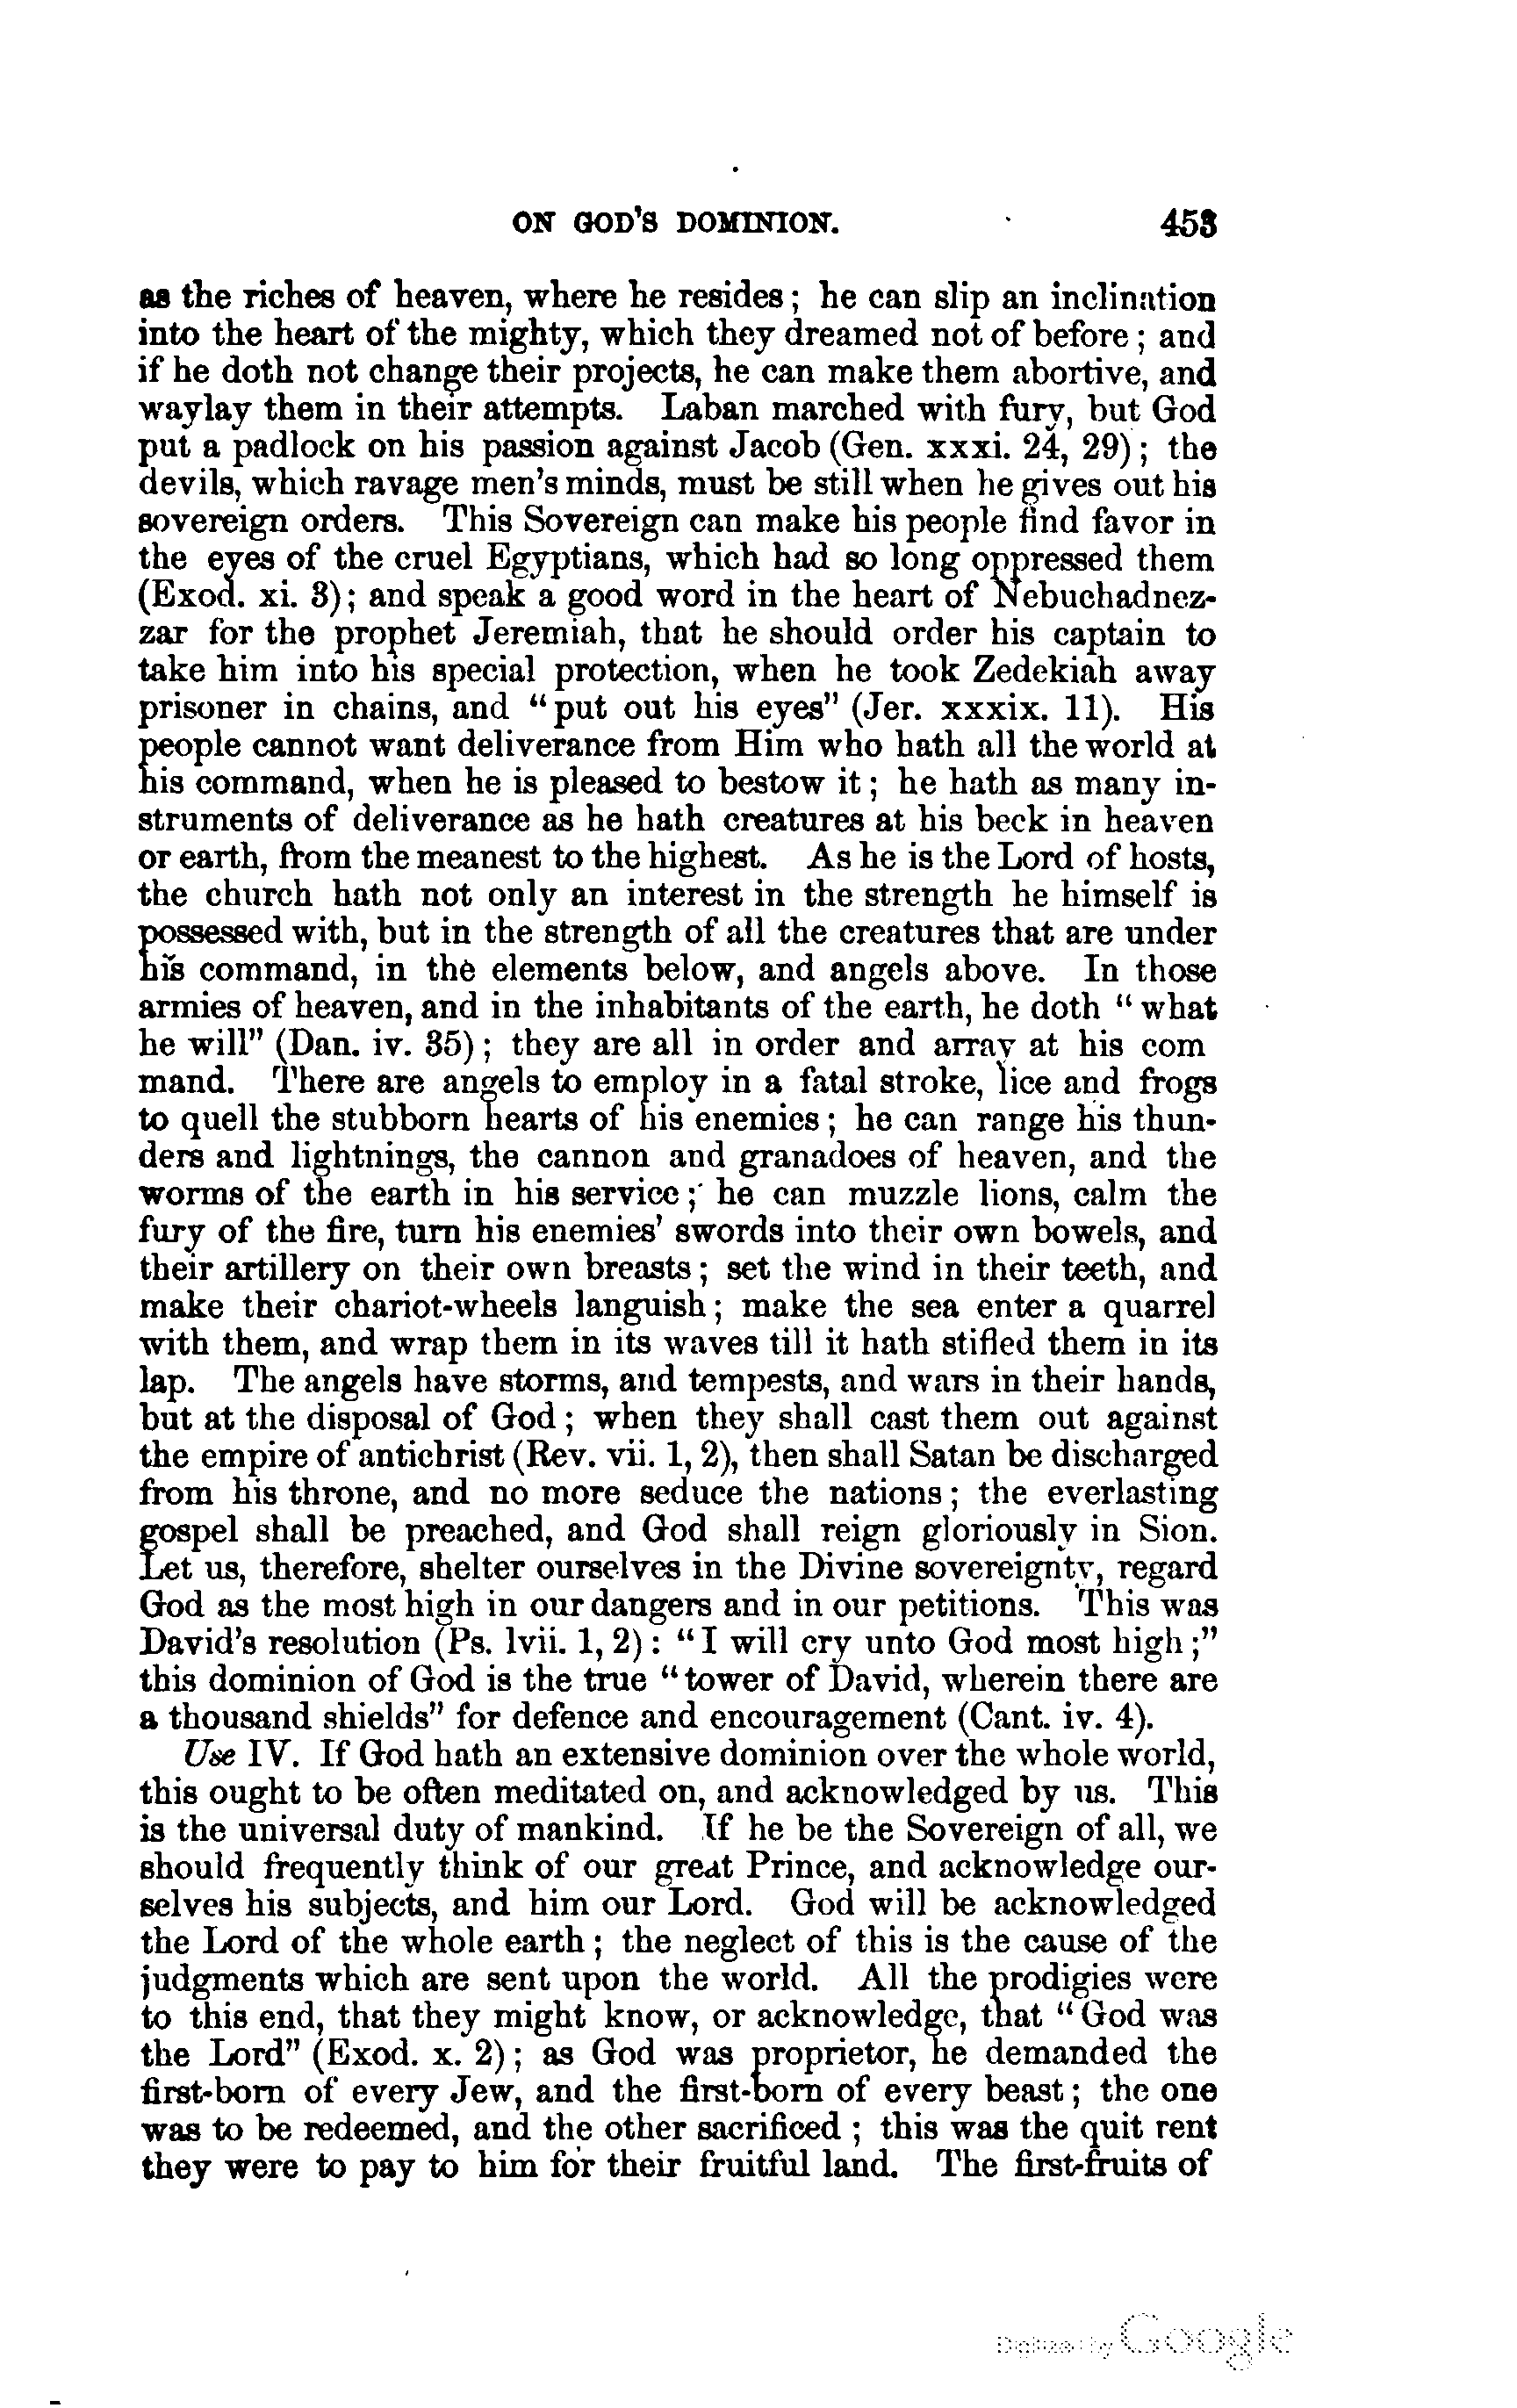 ON GOD'S DOMINION. 453
as the riches of heaven, where he resides; he can slip an inclination
into the heart of the mighty, which they dreamed not of before; and
if he doth not change their projects, he can make them abortive, and
waylay them in their attempts. Laban marched with fury, but God
put a padlock on his passion against Jacob (Gen. xxxi. 24, 29); the
devils, which ravage men's minds, must be still when he gives out his
sovereign orders. This Sovereign can make his people find favor in
the eyes of the cruel Egyptians, which had so long oppressed them
(Exod. xi. 3); and speak a good word in the heart of Nebuchadnez-
zar for the prophet Jeremiah, that he should order his captain to
take him into his special protection, when he took Zedekiah away
prisoner in chains, and "put out his eyes" (Jer. xxxix. 11). His
people cannot want deliverance from Him who hath all the world at
his command, when he is pleased to bestow it; he hath as many in-
struments of deliverance as he hath creatures at his beck in heaven
or earth, from the meanest to the highest. As he is the Lord of hosts,
the church hath not only an interest in the strength he himself is
possessed with, but in the strength of all the creatures that are under
his command, in the elements below, and angels above. In those
armies of heaven, and in the inhabitants of the earth, he doth "what
he will" (Dan. iv. 35); they are all in order and array at his com
mand. There are angels to employ in a fatal stroke, lice and frogs
to quell the stubborn hearts of his enemies; he can range his thun-
ders and lightnings, the cannon and granadoes of heaven, and the
worms of the earth in his service; he can muzzle lions, calm the
fury of the fire, turn his enemies' swords into their own bowels, and
their artillery on their own breasts; set the wind in their teeth, and
make their chariot-wheels languish; make the sea enter a quarrel
with them, and wrap them in its waves till it hath stifled them in its
lap. The angels have storms, and tempests, and wars in their hands,
but at the disposal of God; when they shall cast them out against
the empire of antichrist (Rev. vii. 1, 2), then shall Satan be discharged
from his throne, and no more seduce the nations; the everlasting
gospel shall be preached, and God shall reign gloriously in Sion.
Let us, therefore, shelter ourselves in the Divine sovereignty, regard
God as the most high in our dangers and in our petitions. This was
David's resolution (Ps. lvii. 1, 2): "I will cry unto God most high;"
this dominion of God is the true "tower of David, wherein there are
a thousand shields" for defence and encouragement (Cant. iv. 4).
Use IV. If God hath an extensive dominion over the whole world,
this ought to be often meditated on, and acknowledged by us. This
is the universal duty of mankind. If he be the Sovereign of all, we
should frequently think of our great Prince, and acknowledge our-
selves his subjects, and him our Lord. God will be acknowledged
the Lord of the whole earth; the neglect of this is the cause of the
judgments which are sent upon the world. All the prodigies were
to this end, that they might know, or acknowledge, that "God was
the Lord" (Exod. x. 2); as God was proprietor, he demanded the
first-born of every Jew, and the first-born of every beast; the one
was to be redeemed, and the other sacrificed; this was the quit rent
they were to pay to him for their fruitful land. The first-fruits of
Digitized by Google